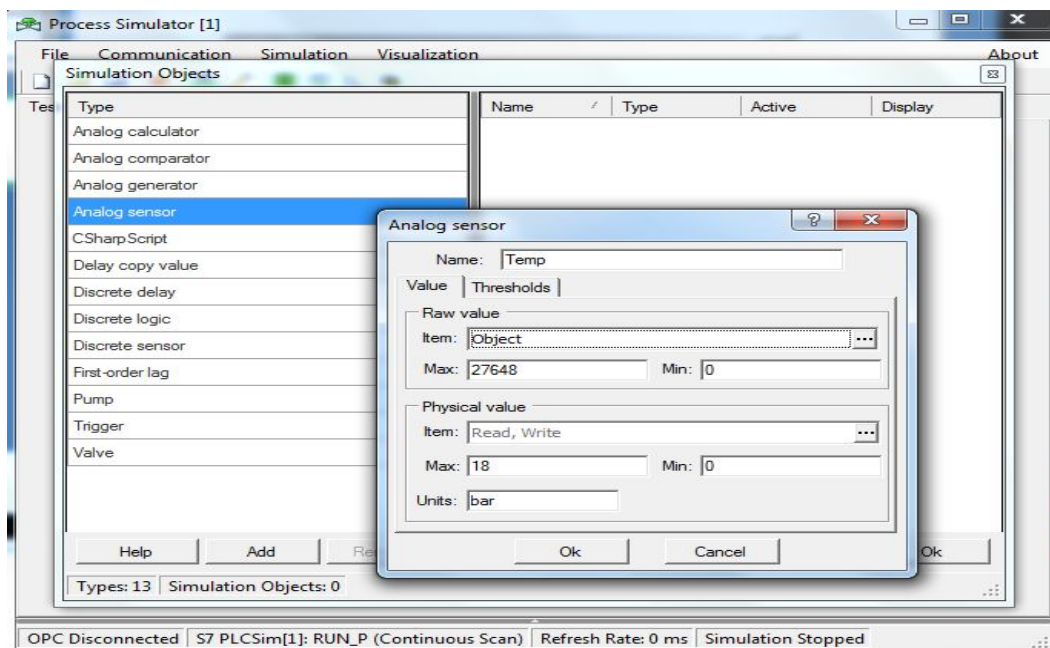 Process Simulator [1]
File Communication Simulation Visualization About
Simulation Objects
Type
Name Type Active Display
Analog calculator
Analog comparator
Analog generator
Analog sensor
CSharpScript
Delay copy value
Discrete delay
Discrete logic
Discrete sensor
First-order lag
Pump
Trigger
Valve
Analog sensor
Name: Temp
Value Thresholds
Raw value
Item: Object ...
Max: 27648 Min: 0
Physical value
Item: Read, Write ...
Max: 18 Min: 0
Units: bar
Ok Cancel
Help Add Ok
Types: 13 Simulation Objects: 0
OPC Disconnected S7 PLCSim[1]: RUN_P (Continuous Scan) Refresh Rate: 0 ms Simulation Stopped